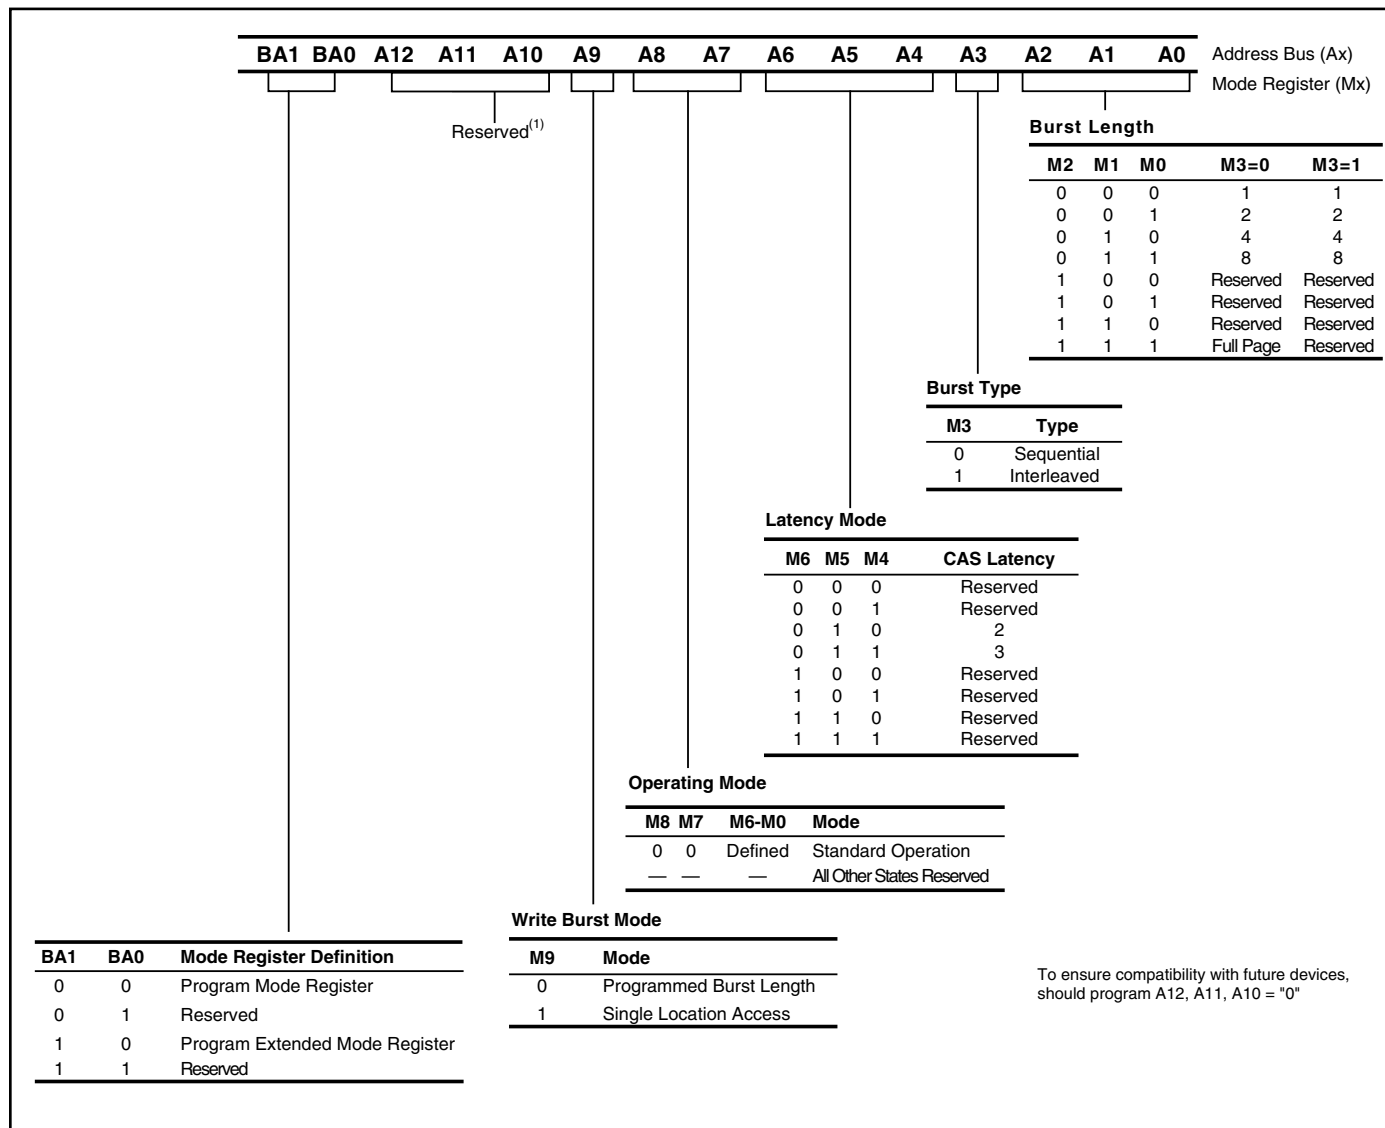 BA1 BA0 A12 A11 A10 A9 A8 A7 A6 A5 A4 A3 A2 A1 A0 Address Bus (Ax)
Mode Register (Mx)
Reserved(1)
Burst Length
M2 M1 M0 M3=0 M3=1
0 0 0 1 1
0 0 1 2 2
0 1 0 4 4
0 1 1 8 8
1 0 0 Reserved Reserved
1 0 1 Reserved Reserved
1 1 0 Reserved Reserved
1 1 1 Full Page Reserved
Burst Type
M3 Type
0 Sequential
1 Interleaved
Latency Mode
M6 M5 M4 CAS Latency
0 0 0 Reserved
0 0 1 Reserved
0 1 0 2
0 1 1 3
1 0 0 Reserved
1 0 1 Reserved
1 1 0 Reserved
1 1 1 Reserved
Operating Mode
M8 M7 M6-M0 Mode
0 0 Defined Standard Operation
— — — All Other States Reserved
Write Burst Mode
M9 Mode
0 Programmed Burst Length
1 Single Location Access
BA1 BA0 Mode Register Definition
0 0 Program Mode Register
0 1 Reserved
1 0 Program Extended Mode Register
1 1 Reserved
To ensure compatibility with future devices,
should program A12, A11, A10 = "0"